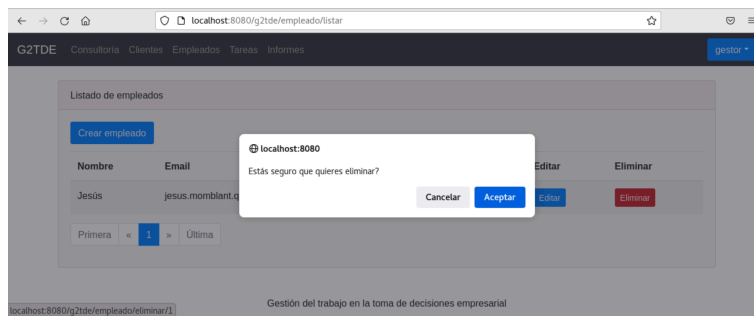 localhost:8080/g2tde/empleado/listar
G2TDE Consultoría Clientes Empleados Tareas Informes gestor
Listado de empleados
Crear empleado
localhost:8080
Estás seguro que quieres eliminar?
Cancelar Aceptar
Nombre Email Editar Eliminar
Jesús jesus.momblant.q Editar Eliminar
Primera « 1 » Última
Gestión del trabajo en la toma de decisiones empresarial
localhost:8080/g2tde/empleado/eliminar/1